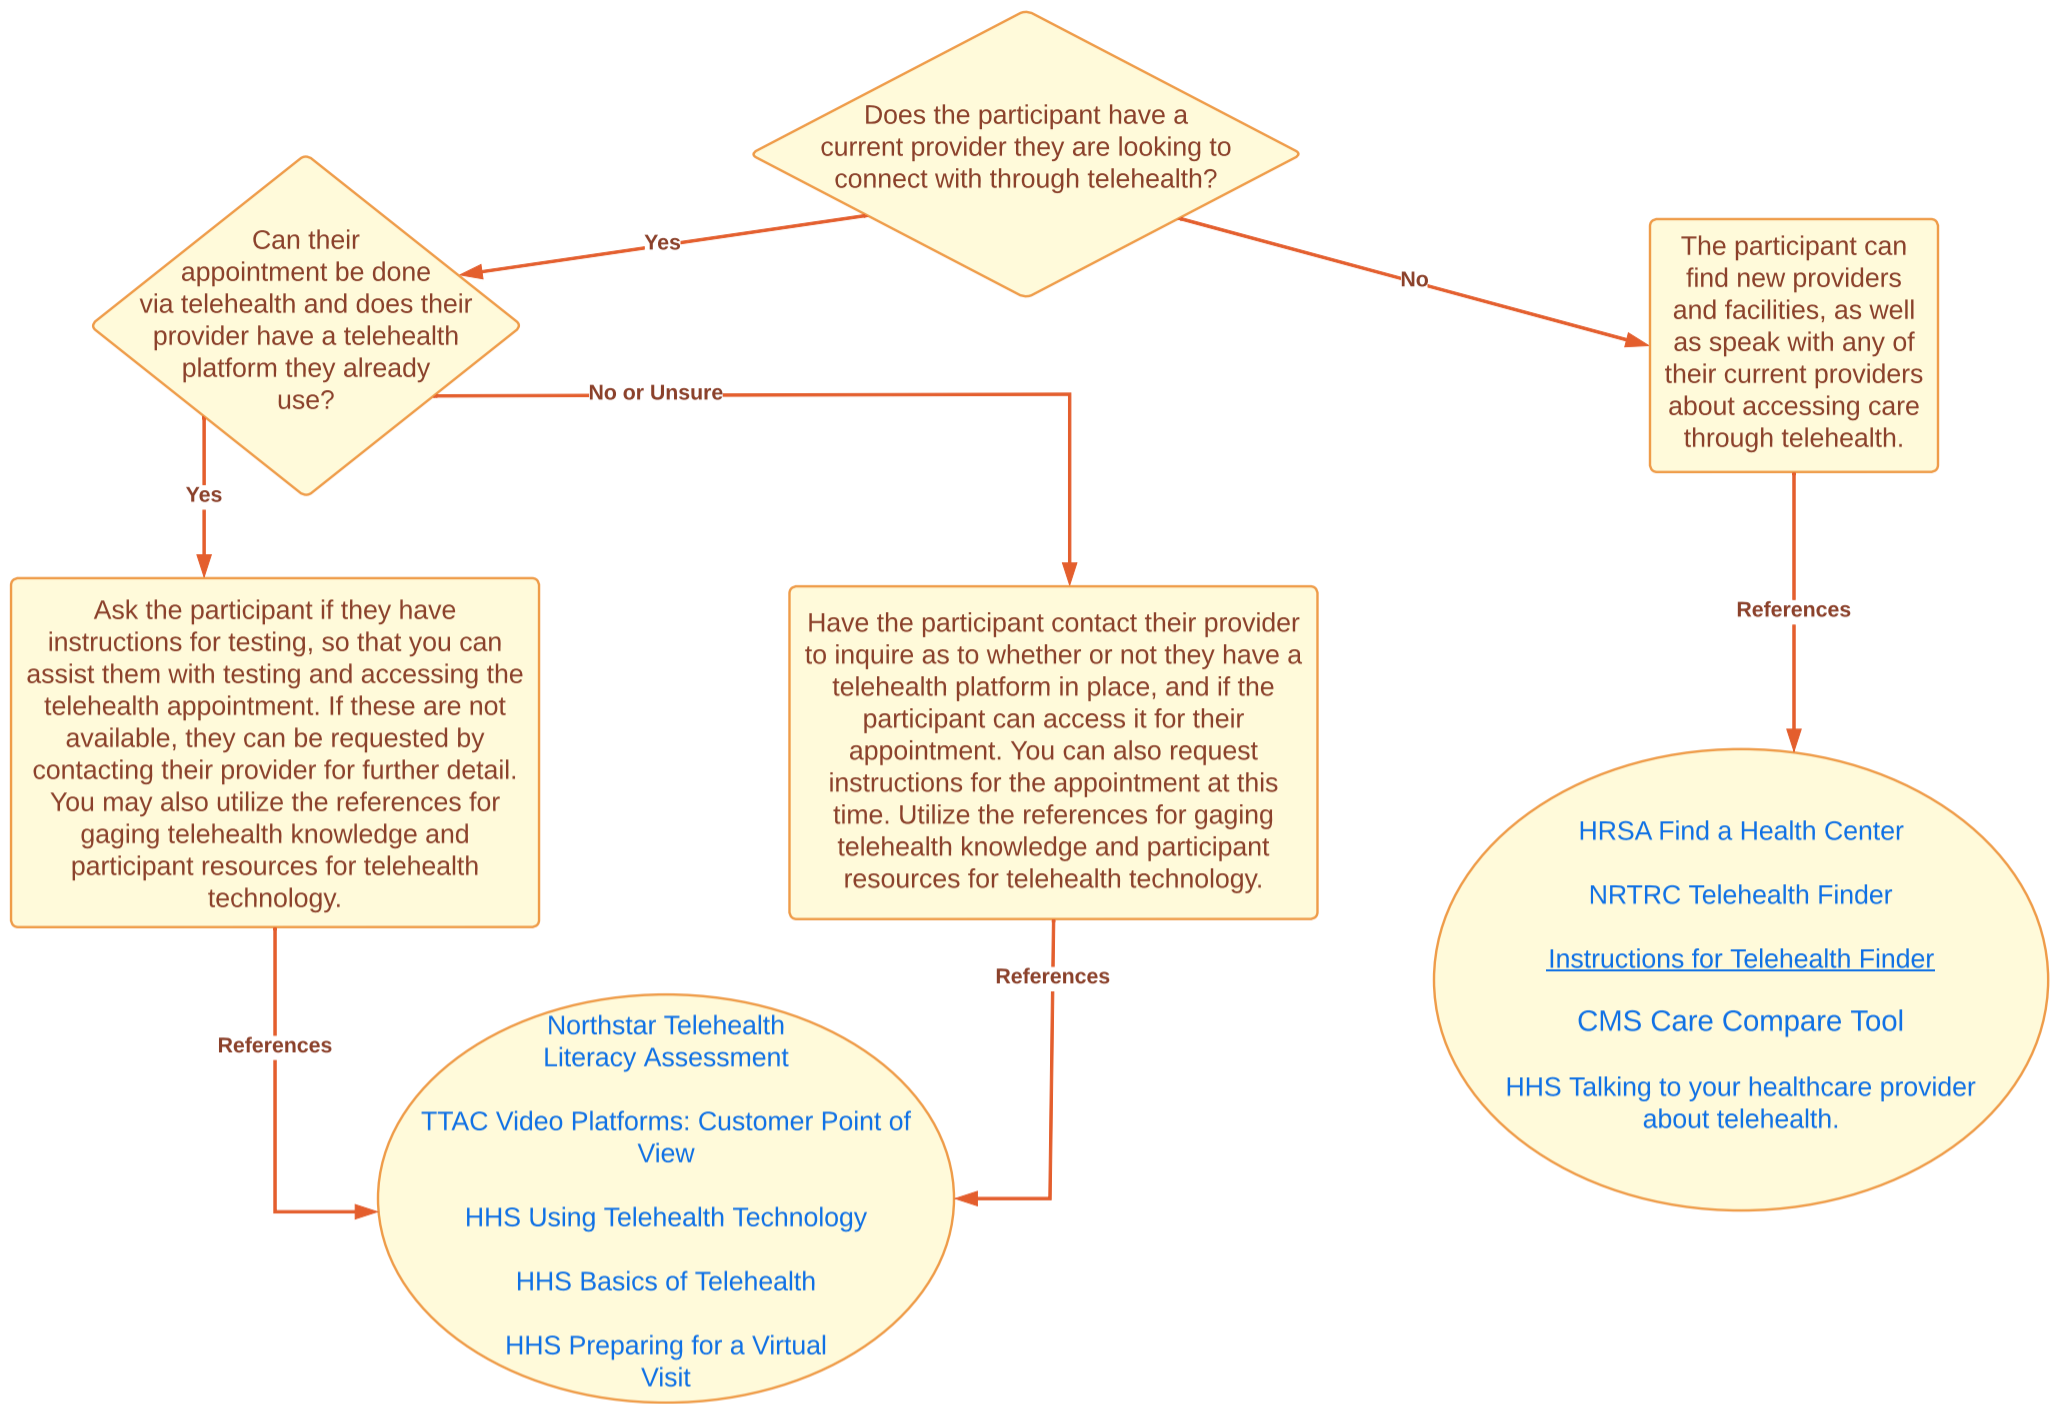 Does the participant have a
current provider they are looking to
connect with through telehealth?
Yes
No
Can their
appointment be done
via telehealth and does their
provider have a telehealth
platform they already
use?
The participant can
find new providers
and facilities, as well
as speak with any of
their current providers
about accessing care
through telehealth.
No or Unsure
Yes
References
Ask the participant if they have
instructions for testing, so that you can
assist them with testing and accessing the
telehealth appointment. If these are not
available, they can be requested by
contacting their provider for further detail.
You may also utilize the references for
gaging telehealth knowledge and
participant resources for telehealth
technology.
Have the participant contact their provider
to inquire as to whether or not they have a
telehealth platform in place, and if the
participant can access it for their
appointment. You can also request
instructions for the appointment at this
time. Utilize the references for gaging
telehealth knowledge and participant
resources for telehealth technology.
HRSA Find a Health Center
NRTRC Telehealth Finder
Instructions for Telehealth Finder
CMS Care Compare Tool
HHS Talking to your healthcare provider
about telehealth.
References
References
Northstar Telehealth
Literacy Assessment
TTAC Video Platforms: Customer Point of
View
HHS Using Telehealth Technology
HHS Basics of Telehealth
HHS Preparing for a Virtual
Visit